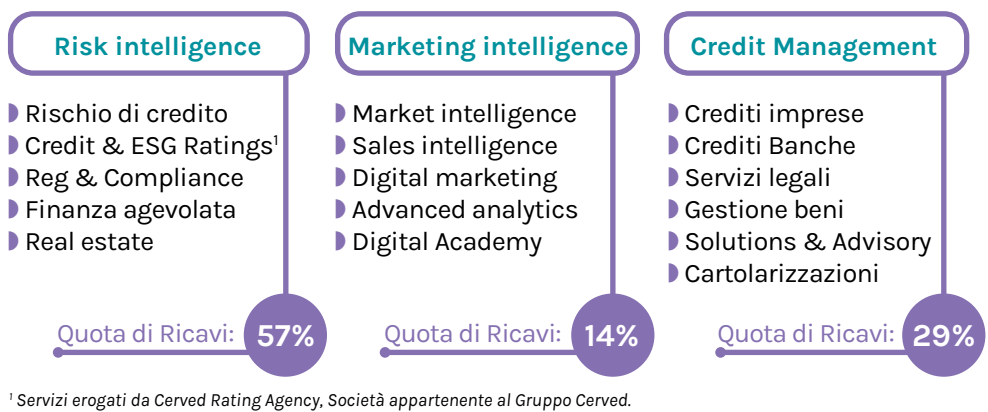 Risk intelligence
Rischio di credito
Credit & ESG Ratings¹
Reg & Compliance
Finanza agevolata
Real estate
Quota di Ricavi: 57%
Marketing intelligence
Market intelligence
Sales intelligence
Digital marketing
Advanced analytics
Digital Academy
Quota di Ricavi: 14%
Credit Management
Crediti imprese
Crediti Banche
Servizi legali
Gestione beni
Solutions & Advisory
Cartolarizzazioni
Quota di Ricavi: 29%
¹ Servizi erogati da Cerved Rating Agency, Società appartenente al Gruppo Cerved.